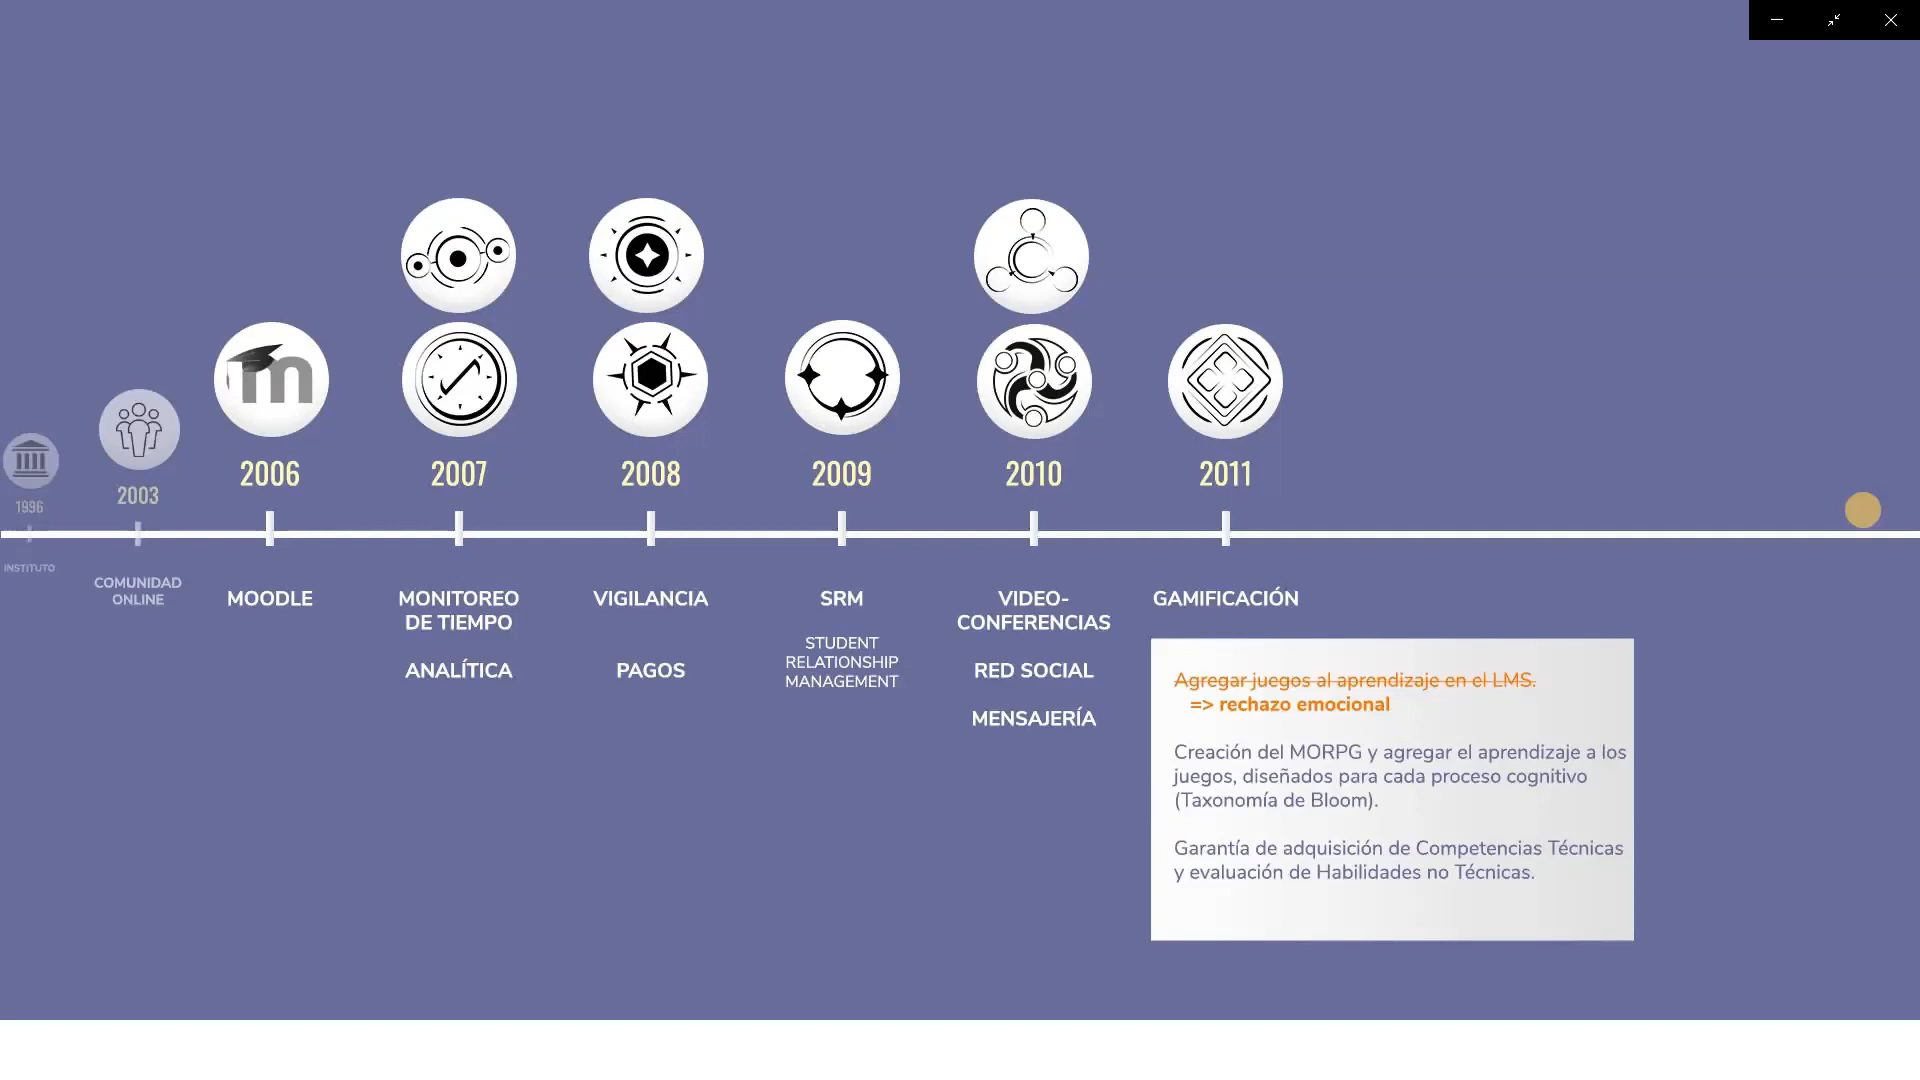 m
1996
2003
2006
2007
2008
2009
2010
2011
INSTITUTO
COMUNIDAD
ONLINE
MOODLE
MONITOREO
DE TIEMPO
ANALÍTICA
VIGILANCIA
PAGOS
SRM
STUDENT
RELATIONSHIP
MANAGEMENT
VIDEO-
CONFERENCIAS
RED SOCIAL
MENSAJERÍA
GAMIFICACIÓN
Agregar juegos al aprendizaje en el LMS.
=> rechazo emocional
Creación del MORPG y agregar el aprendizaje a los
juegos, diseñados para cada proceso cognitivo
(Taxonomía de Bloom).
Garantía de adquisición de Competencias Técnicas
y evaluación de Habilidades no Técnicas.